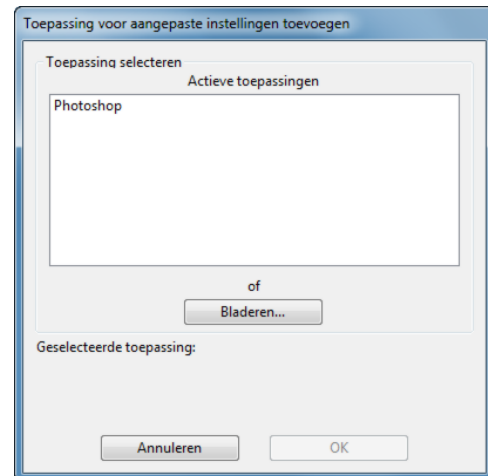 Toepassing voor aangepaste instellingen toevoegen
Toepassing selecteren
Actieve toepassingen
Photoshop
of
Bladeren...
Geselecteerde toepassing:
Annuleren
OK